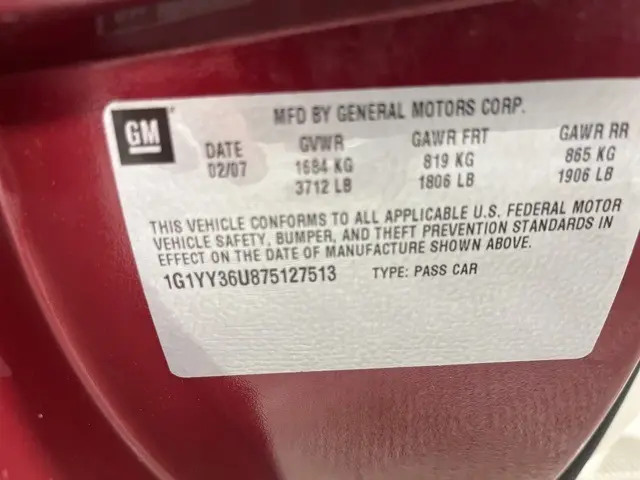 GM
MFD BY GENERAL MOTORS CORP.
DATE GVWR GAWR FRT GAWR RR
02/07 1684 KG 819 KG 865 KG
3712 LB 1806 LB 1906 LB
THIS VEHICLE CONFORMS TO ALL APPLICABLE U.S. FEDERAL MOTOR
VEHICLE SAFETY, BUMPER, AND THEFT PREVENTION STANDARDS IN
EFFECT ON THE DATE OF MANUFACTURE SHOWN ABOVE.
1G1YY36U875127513 TYPE: PASS CAR